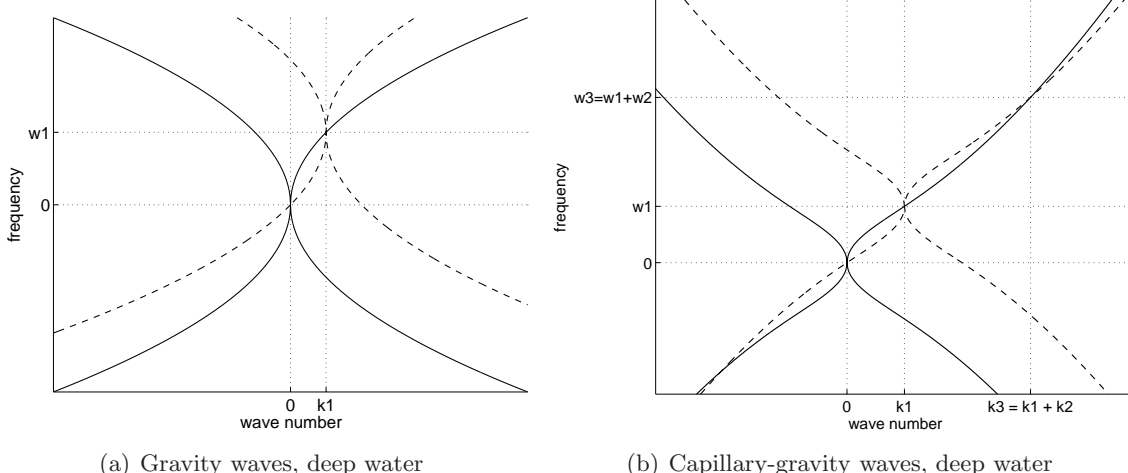 w1
0
frequency
0
k1
wave number
(a) Gravity waves, deep water
w3=w1+w2
w1
0
frequency
0
k1
k3 = k1 + k2
wave number
(b) Capillary-gravity waves, deep water